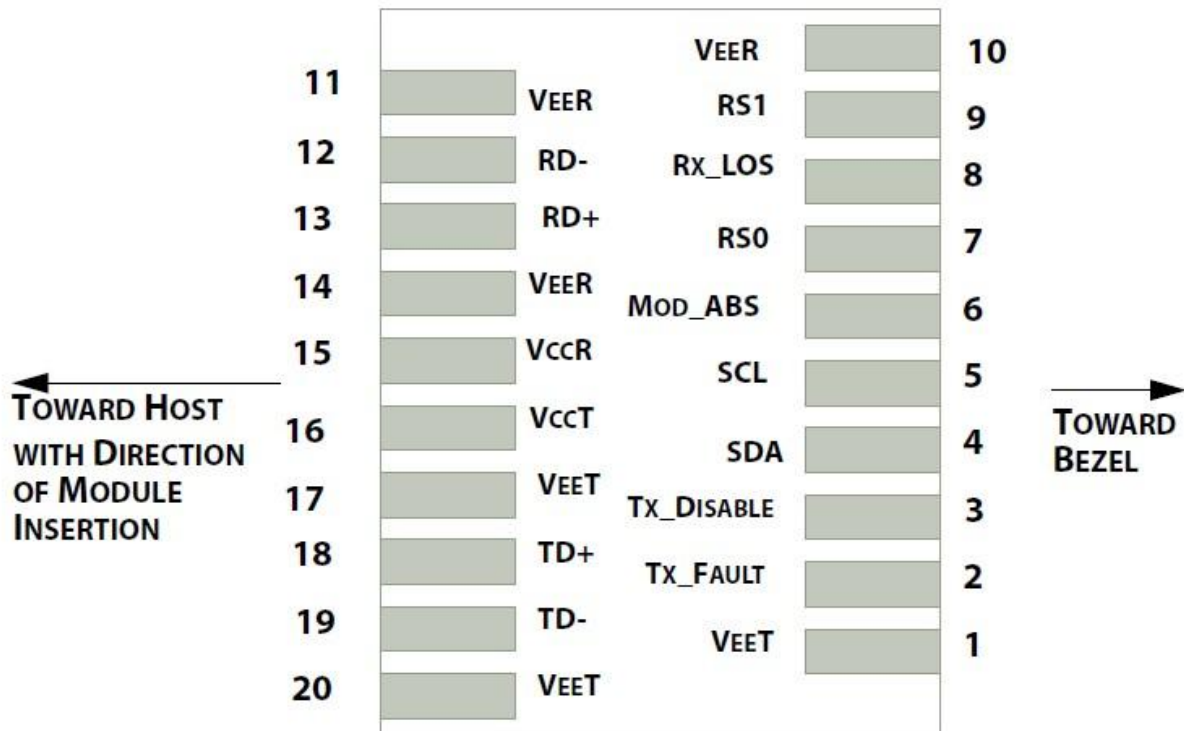 VEER 10
11 VEER
RS1 9
12 RD-
RX_LOS 8
13 RD+
RS0 7
14 VEER
MOD_ABS 6
15 VCCR
SCL 5
TOWARD HOST
WITH DIRECTION
OF MODULE
INSERTION
TOWARD
BEZEL
16 VCCT
SDA 4
17 VEET
TX_DISABLE 3
18 TD+
TX_FAULT 2
19 TD-
VEET 1
20 VEET